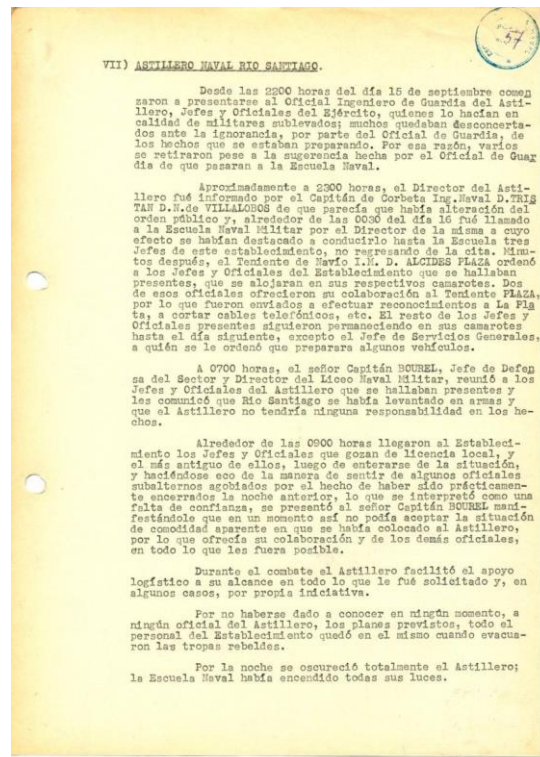 57
VII) ASTILLERO NAVAL RIO SANTIAGO.
Desde las 2200 horas del día 15 de septiembre comen
zaron a presentarse al Oficial Ingeniero de Guardia del Asti-
llero, Jefes y Oficiales del Ejército, quienes lo hacían en
calidad de militares sublevados; muchos quedaban desconcerta-
dos ante la ignorancia, por parte del Oficial de Guardia, de
los hechos que se estaban preparando. Por esa razón, varios
se retiraron pese a la sugerencia hecha por el Oficial de Guar
dia de que pasaran a la Escuela Naval.
Aproximadamente a 2300 horas, el Director del Asti-
llero fué informado por el Capitán de Corbeta Ing.Naval D.TRIS
TAN D.N.de VILLALOBOS de que parecía que había alteración del
orden público y, alrededor de las 0030 del día 16 fué llamado
a la Escuela Naval Militar por el Director de la misma a cuyo
efecto se habían destacado a conducirlo hasta la Escuela tres
Jefes de este establecimiento, no regresando de la cita. Minu-
tos después, el Teniente de Navío I.M. D. ALCIDES PLAZA ordenó
a los Jefes y Oficiales del Establecimiento que se hallaban
presentes, que se alojaran en sus respectivos camarotes. Dos
de esos oficiales ofrecieron su colaboración al Teniente PLAZA,
por lo que fueron enviados a efectuar reconocimientos a La Pla
ta, a cortar cables telefónicos, etc. El resto de los Jefes y
Oficiales presentes siguieron permaneciendo en sus camarotes
hasta el día siguiente, excepto el Jefe de Servicios Generales,
a quién se le ordenó que preparara algunos vehículos.
A 0700 horas, el señor Capitán BOUREL, Jefe de Defen
sa del Sector y Director del Liceo Naval Militar, reunió a los
Jefes y Oficiales del Astillero que se hallaban presentes y
les comunicó que Río Santiago se había levantado en armas y
que el Astillero no tendría ninguna responsabilidad en los he-
chos.
Alrededor de las 0900 horas llegaron al Estableci-
miento los Jefes y Oficiales que gozan de licencia local, y
el más antiguo de ellos, luego de enterarse de la situación,
y haciéndose eco de la manera de sentir de algunos oficiales
subalternos agobiados por el hecho de haber sido prácticamen-
te encerrados la noche anterior, lo que se interpretó como una
falta de confianza, se presentó al señor Capitán BOUREL mani-
festándole que en un momento así no podía aceptar la situación
de comodidad aparente en que se había colocado al Astillero,
por lo que ofrecía su colaboración y de los demás oficiales,
en todo lo que les fuera posible.
Durante el combate el Astillero facilitó el apoyo
logístico a su alcance en todo lo que le fué solicitado y, en
algunos casos, por propia iniciativa.
Por no haberse dado a conocer en ningún momento, a
ningún oficial del Astillero, los planes previstos, todo el
personal del Establecimiento quedó en el mismo cuando evacua-
ron las tropas rebeldes.
Por la noche se oscureció totalmente el Astillero;
la Escuela Naval había encendido todas sus luces.